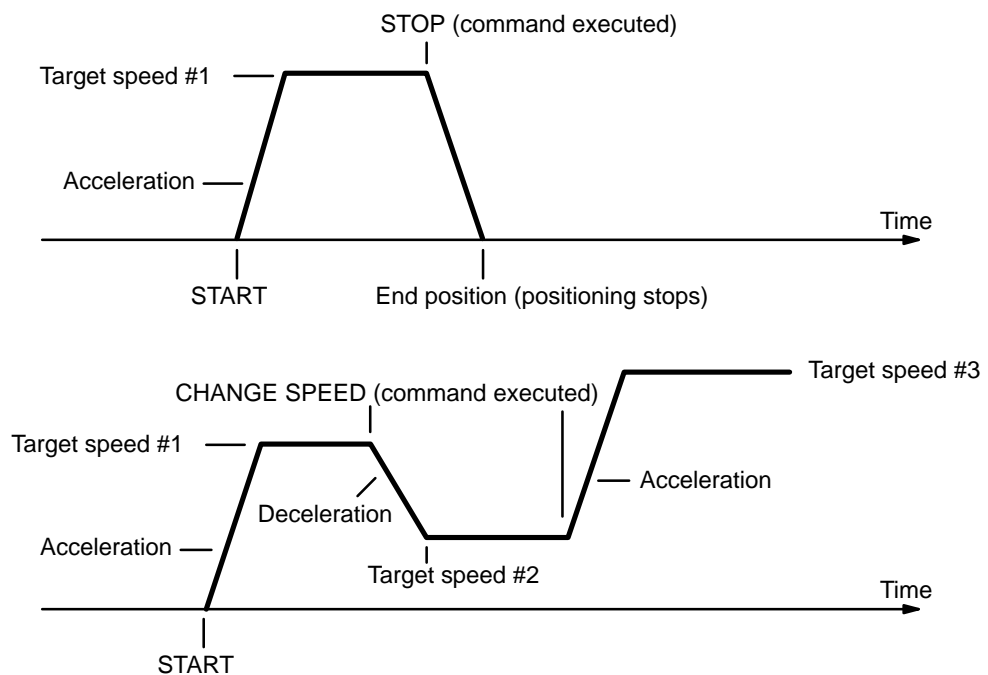 STOP (command executed)
Target speed #1
Acceleration
Time
START
End position (positioning stops)
Target speed #3
CHANGE SPEED (command executed)
Target speed #1
Acceleration
Deceleration
Acceleration
Target speed #2
Time
START